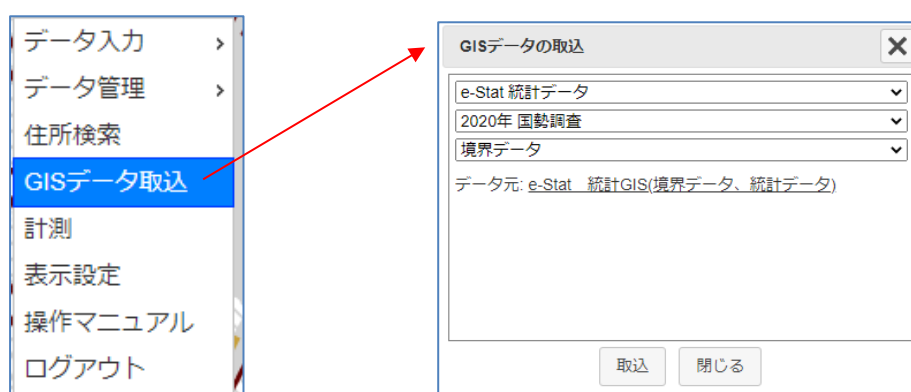 データ入力 >
データ管理 >
住所検索
GISデータ取込
計測
表示設定
操作マニュアル
ログアウト
GISデータの取込
e-Stat 統計データ
2020年 国勢調査
境界データ
データ元: e-Stat　統計GIS(境界データ、統計データ)
取込
閉じる